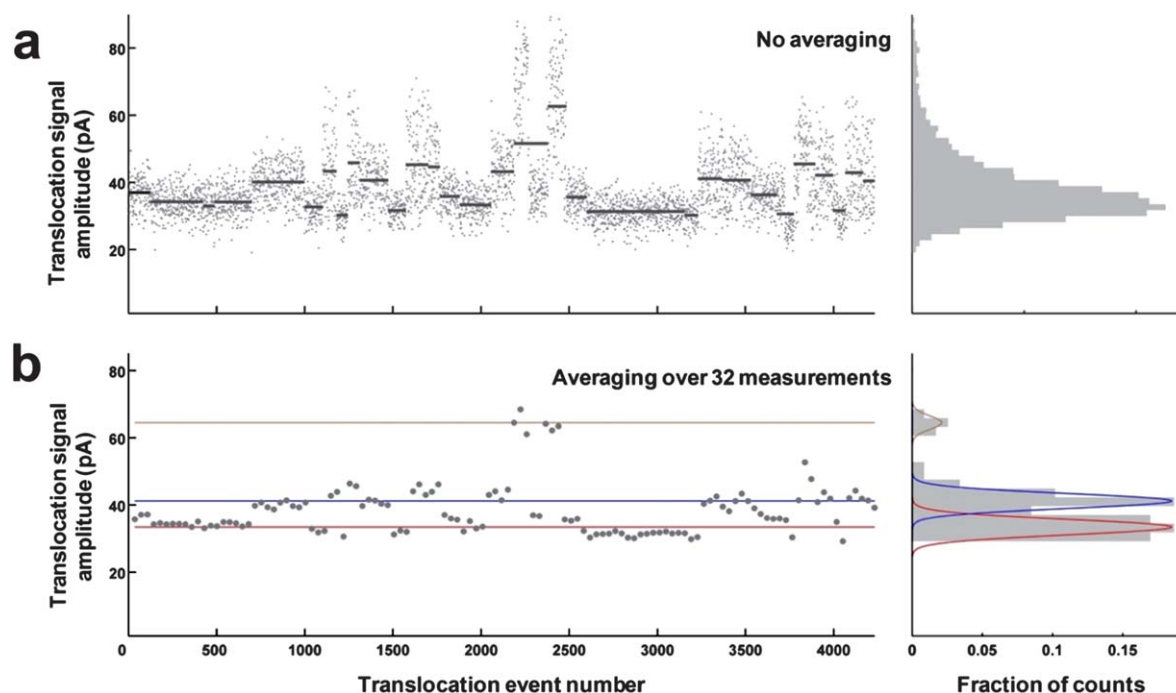 a
No averaging
Translocation signal
amplitude (pA)
80
60
40
20
b
Averaging over 32 measurements
Translocation signal
amplitude (pA)
80
60
40
20
0 500 1000 1500 2000 2500 3000 3500 4000
0 0.05 0.1 0.15
Translocation event number
Fraction of counts